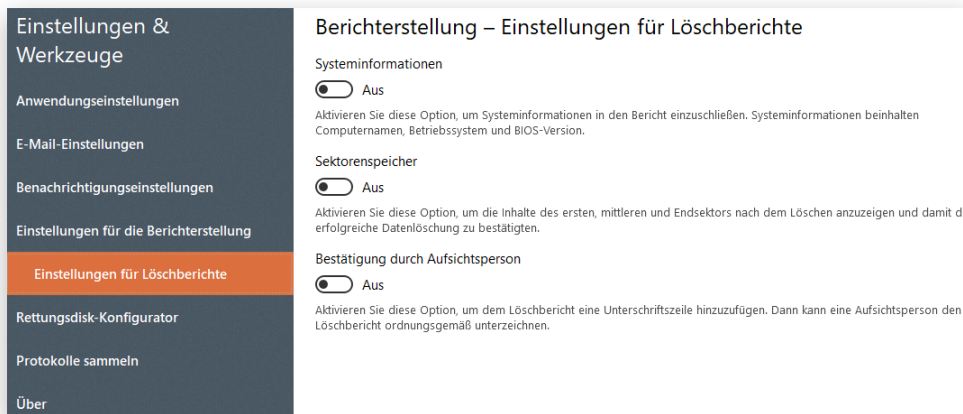 Einstellungen &
Werkzeuge
Anwendungseinstellungen
E-Mail-Einstellungen
Benachrichtigungseinstellungen
Einstellungen für die Berichterstellung
Einstellungen für Löschberichte
Rettungsdisk-Konfigurator
Protokolle sammeln
Über
Berichterstellung – Einstellungen für Löschberichte
Systeminformationen
Aus
Aktivieren Sie diese Option, um Systeminformationen in den Bericht einzuschließen. Systeminformationen beinhalten
Computernamen, Betriebssystem und BIOS-Version.
Sektorenspeicher
Aus
Aktivieren Sie diese Option, um die Inhalte des ersten, mittleren und Endsektors nach dem Löschen anzuzeigen und damit d
erfolgreiche Datenlöschung zu bestätigten.
Bestätigung durch Aufsichtsperson
Aus
Aktivieren Sie diese Option, um dem Löschbericht eine Unterschriftszeile hinzuzufügen. Dann kann eine Aufsichtsperson den
Löschbericht ordnungsgemäß unterzeichnen.